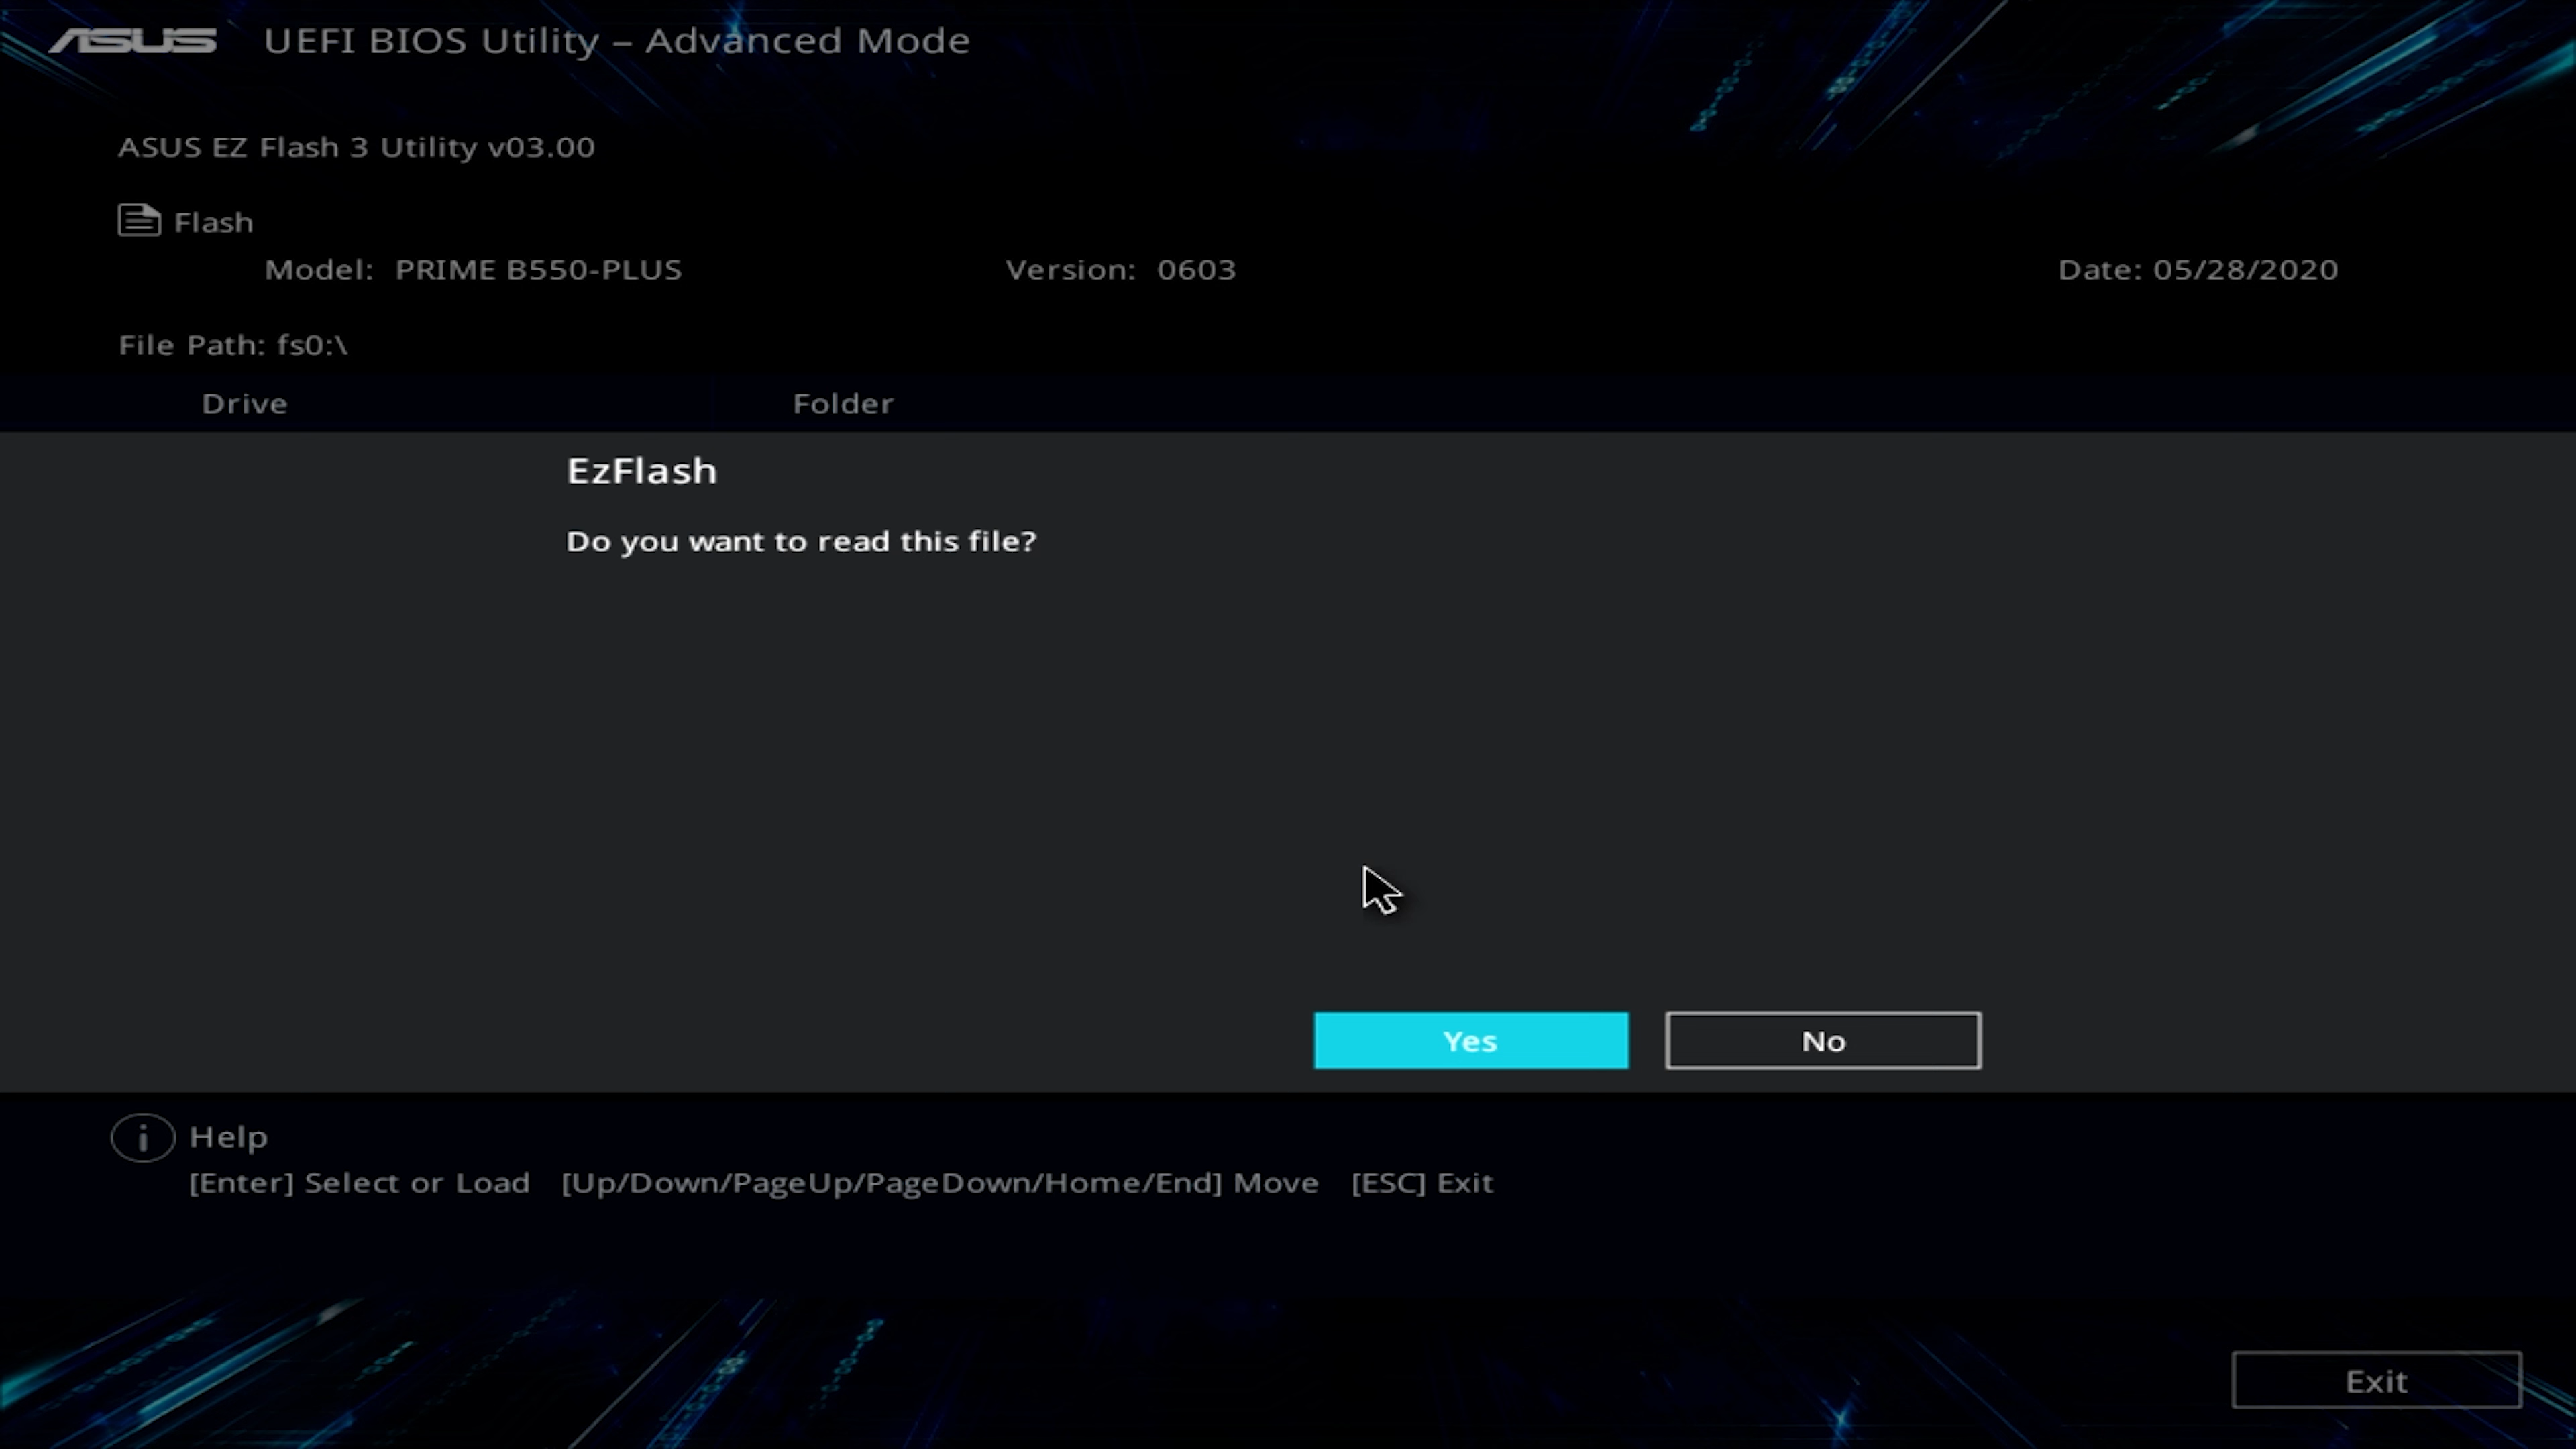 ASUS UEFI BIOS Utility – Advanced Mode
ASUS EZ Flash 3 Utility v03.00
Flash
Model: PRIME B550-PLUS Version: 0603 Date: 05/28/2020
File Path: fs0:\
Drive Folder
EzFlash
Do you want to read this file?
Yes No
Help
[Enter] Select or Load [Up/Down/PageUp/PageDown/Home/End] Move [ESC] Exit
Exit